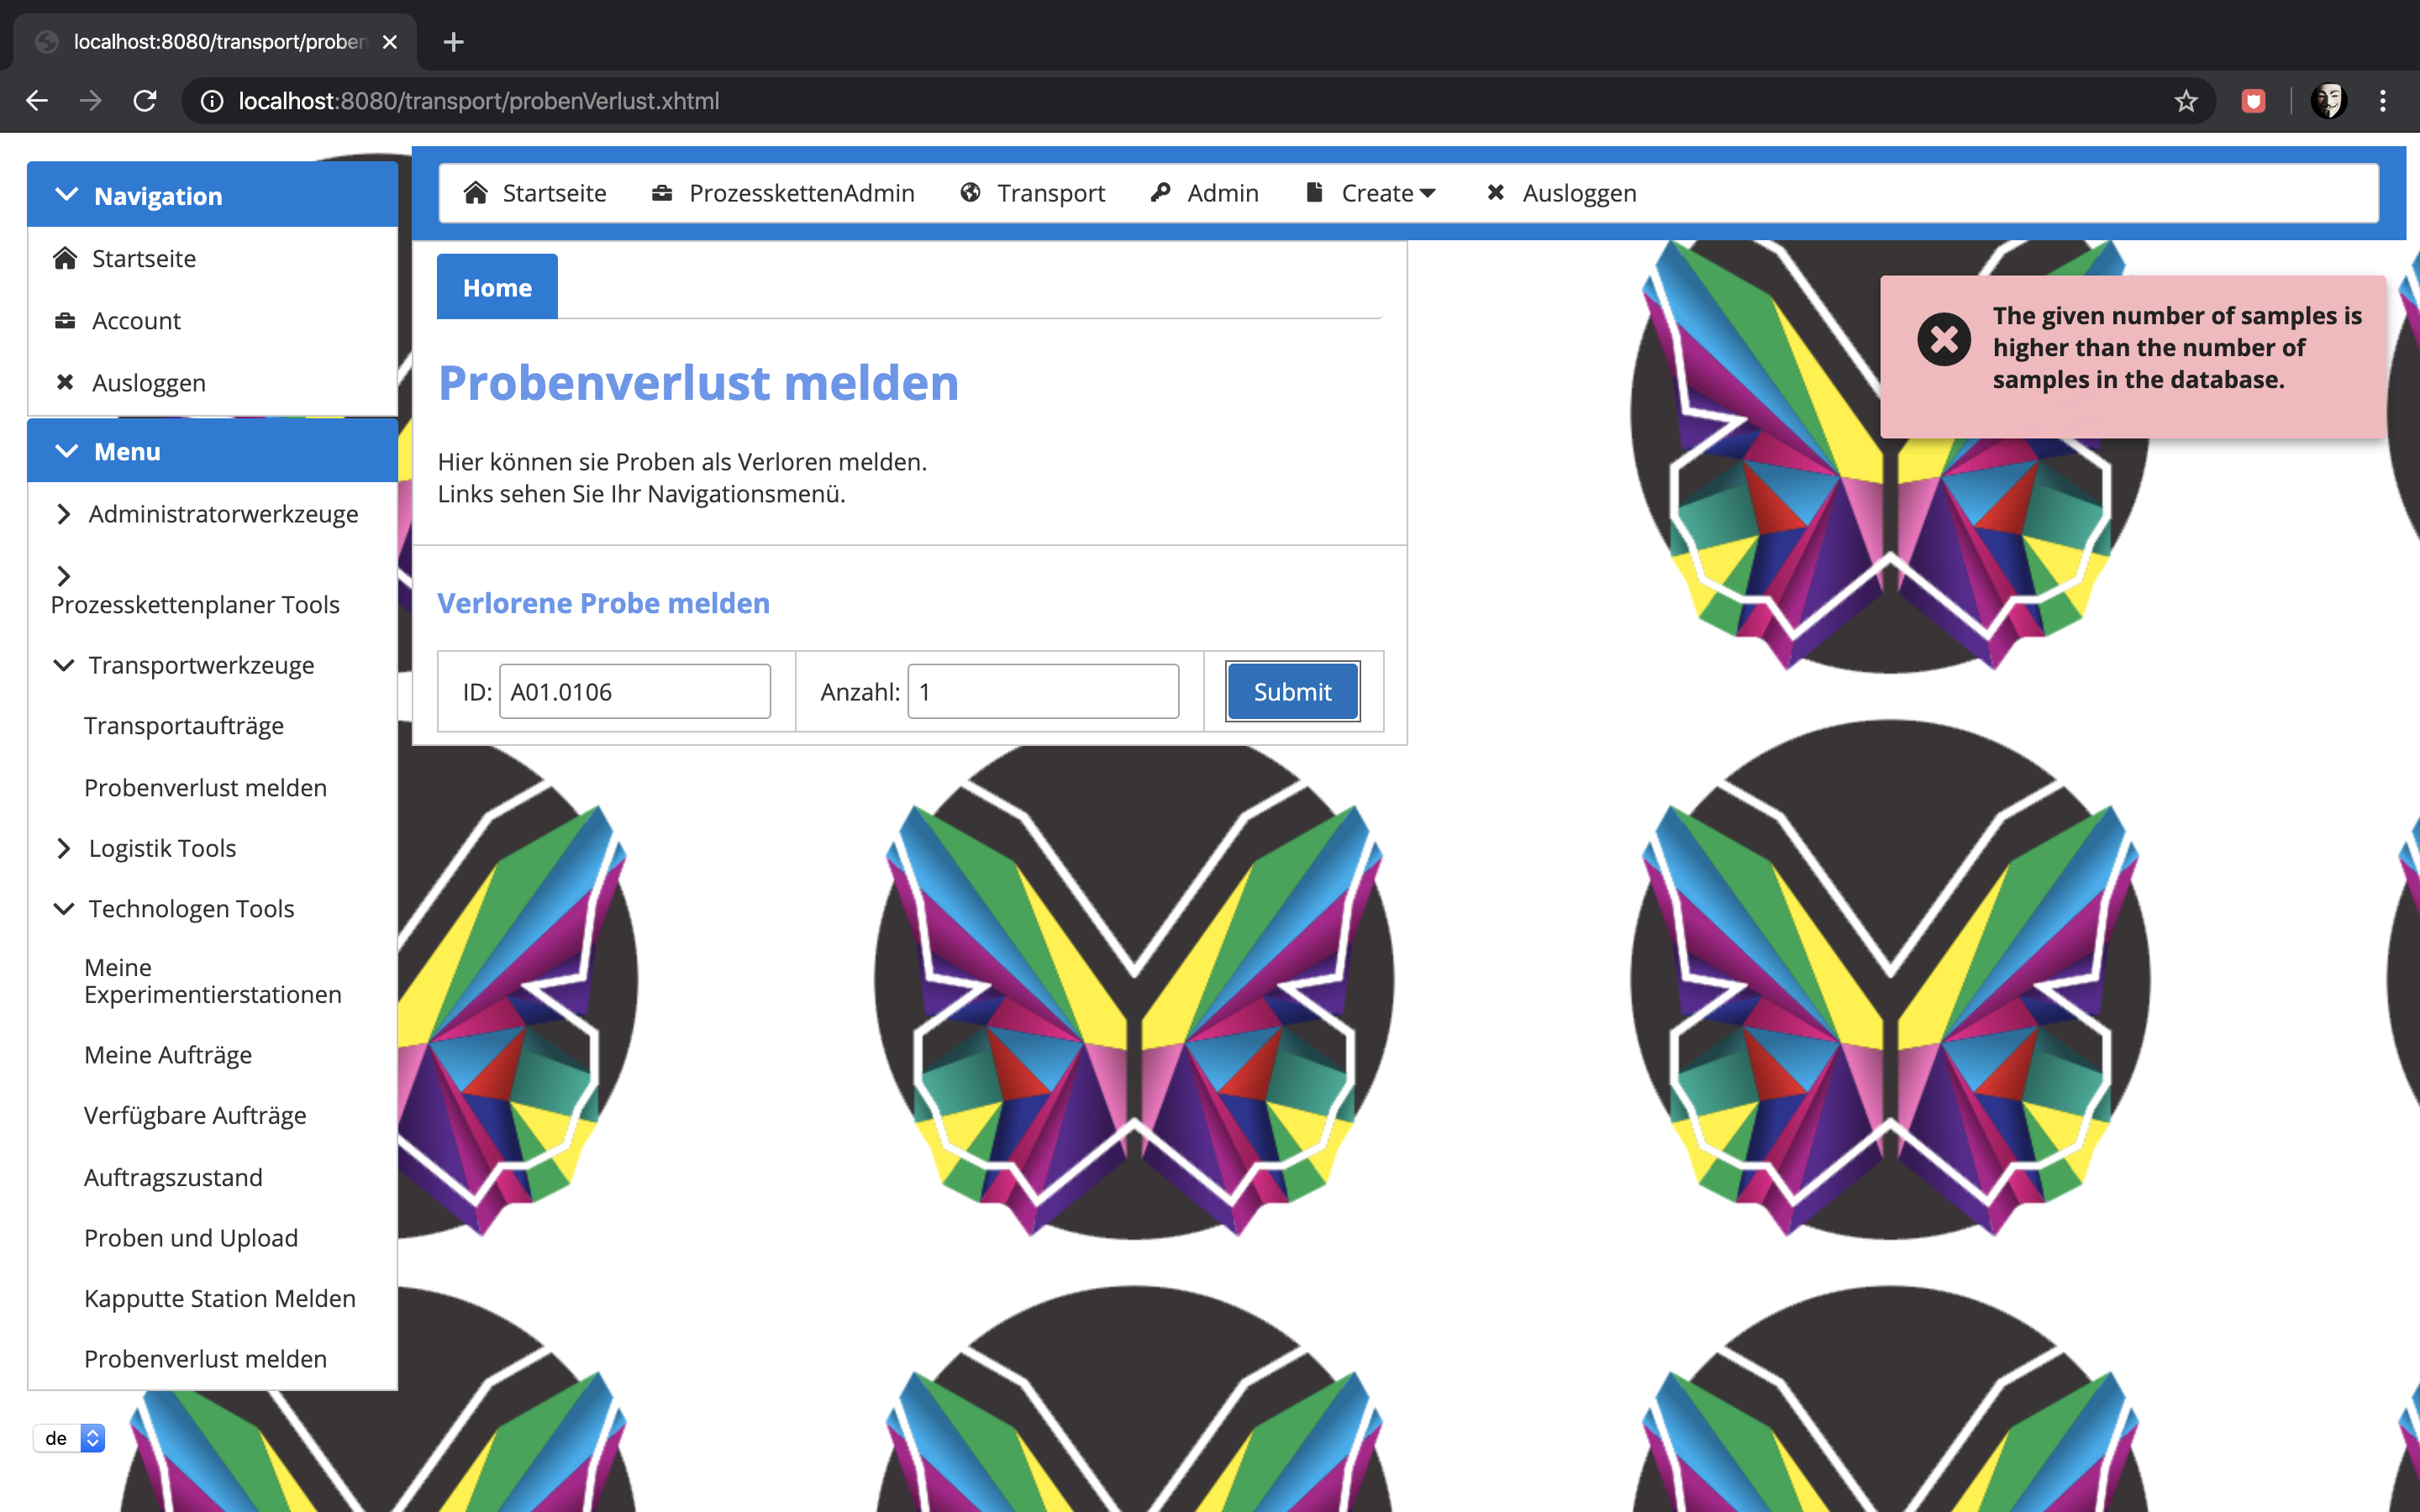 localhost:8080/transport/proben
localhost:8080/transport/probenVerlust.xhtml
Navigation
Startseite
Account
Ausloggen
Menu
Administratorwerkzeuge
Prozesskettenplaner Tools
Transportwerkzeuge
Transportaufträge
Probenverlust melden
Logistik Tools
Technologen Tools
Meine
Experimentierstationen
Meine Aufträge
Verfügbare Aufträge
Auftragszustand
Proben und Upload
Kapputte Station Melden
Probenverlust melden
de
Startseite ProzesskettenAdmin Transport Admin Create Ausloggen
Home
Probenverlust melden
Hier können sie Proben als Verloren melden.
Links sehen Sie Ihr Navigationsmenü.
Verlorene Probe melden
ID: A01.0106 Anzahl: 1 Submit
The given number of samples is
higher than the number of
samples in the database.